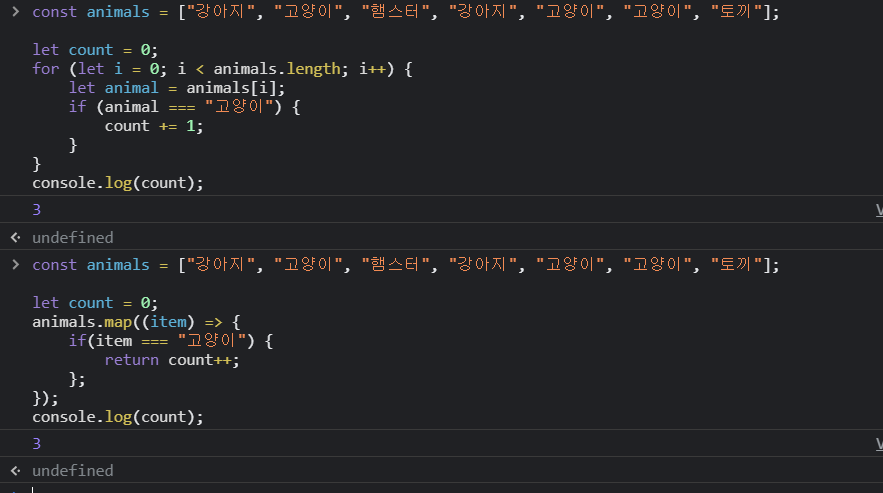 > const animals = ["강아지", "고양이", "햄스터", "강아지", "고양이", "고양이", "토끼"];
let count = 0;
for (let i = 0; i < animals.length; i++) {
    let animal = animals[i];
    if (animal === "고양이") {
        count += 1;
    }
}
console.log(count);
3
undefined
> const animals = ["강아지", "고양이", "햄스터", "강아지", "고양이", "고양이", "토끼"];
let count = 0;
animals.map((item) => {
    if(item === "고양이") {
        return count++;
    };
});
console.log(count);
3
undefined